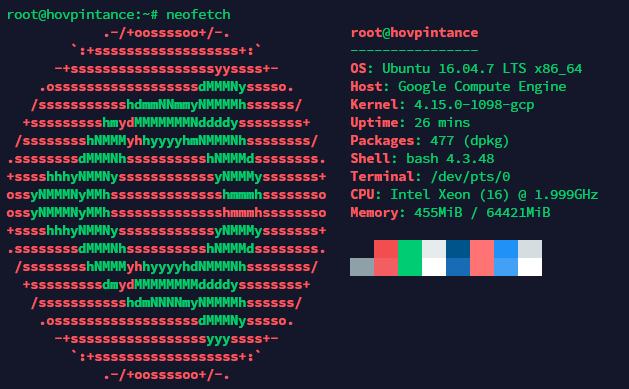 root@hovpintance:~# neofetch
.-/+oossssoo+/-. root@hovpintance
`:+ssssssssssssssssss+:` ----------------
-+ssssssssssssssssssyyssss+- OS: Ubuntu 16.04.7 LTS x86_64
.ossssssssssssssssssdMMMNysssso. Host: Google Compute Engine
/ssssssssssshdmmNNmmyNMMMMhssssss/ Kernel: 4.15.0-1098-gcp
+ssssssssshmydMMMMMMMNddddyssssssss+ Uptime: 26 mins
/sssssssshNMMMyhhyyyyhmNMMMNhssssssss/ Packages: 477 (dpkg)
.ssssssssdMMMNhsssssssssshNMMMdssssssss. Shell: bash 4.3.48
+sssshhhyNMMNyssssssssssssyNMMMysssssss+ Terminal: /dev/pts/0
ossyNMMMNyMMhsssssssssssssshmmmhssssssso CPU: Intel Xeon (16) @ 1.999GHz
ossyNMMMNyMMhsssssssssssssshmmmhssssssso Memory: 455MiB / 64421MiB
+sssshhhyNMMNyssssssssssssyNMMMysssssss+
.ssssssssdMMMNhsssssssssshNMMMdssssssss.
/sssssssshNMMMyhhyyyyhdNMMMNhssssssss/
+sssssssssdmydMMMMMMMMddddyssssssss+
/ssssssssssshdmNNNNmyNMMMMhssssss/
.ossssssssssssssssssdMMMNysssso.
-+sssssssssssssssssyyyssss+-
`:+ssssssssssssssssss+:`
.-/+oossssoo+/-.